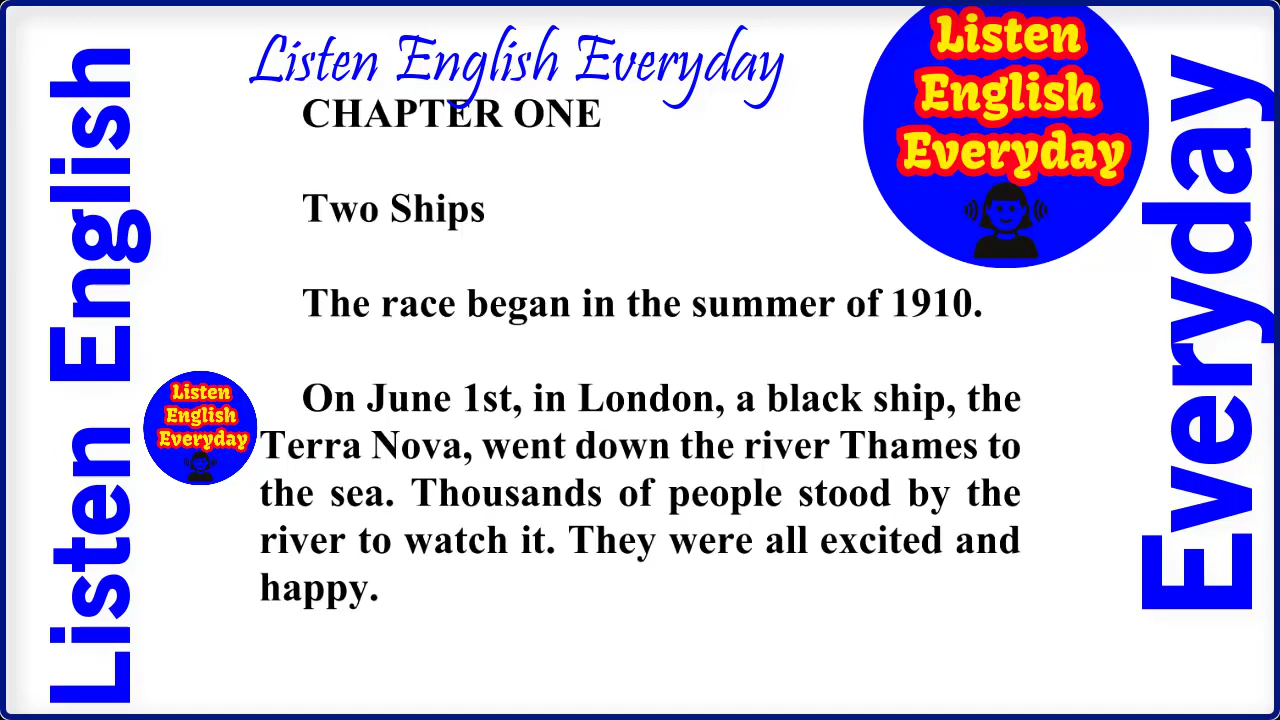 Listen English Everyday
Listen
English
Everyday
CHAPTER ONE
Two Ships
The race began in the summer of 1910.
On June 1st, in London, a black ship, the
Terra Nova, went down the river Thames to
the sea. Thousands of people stood by the
river to watch it. They were all excited and
happy.
Listen English
Listen
English
Everyday
Everyday